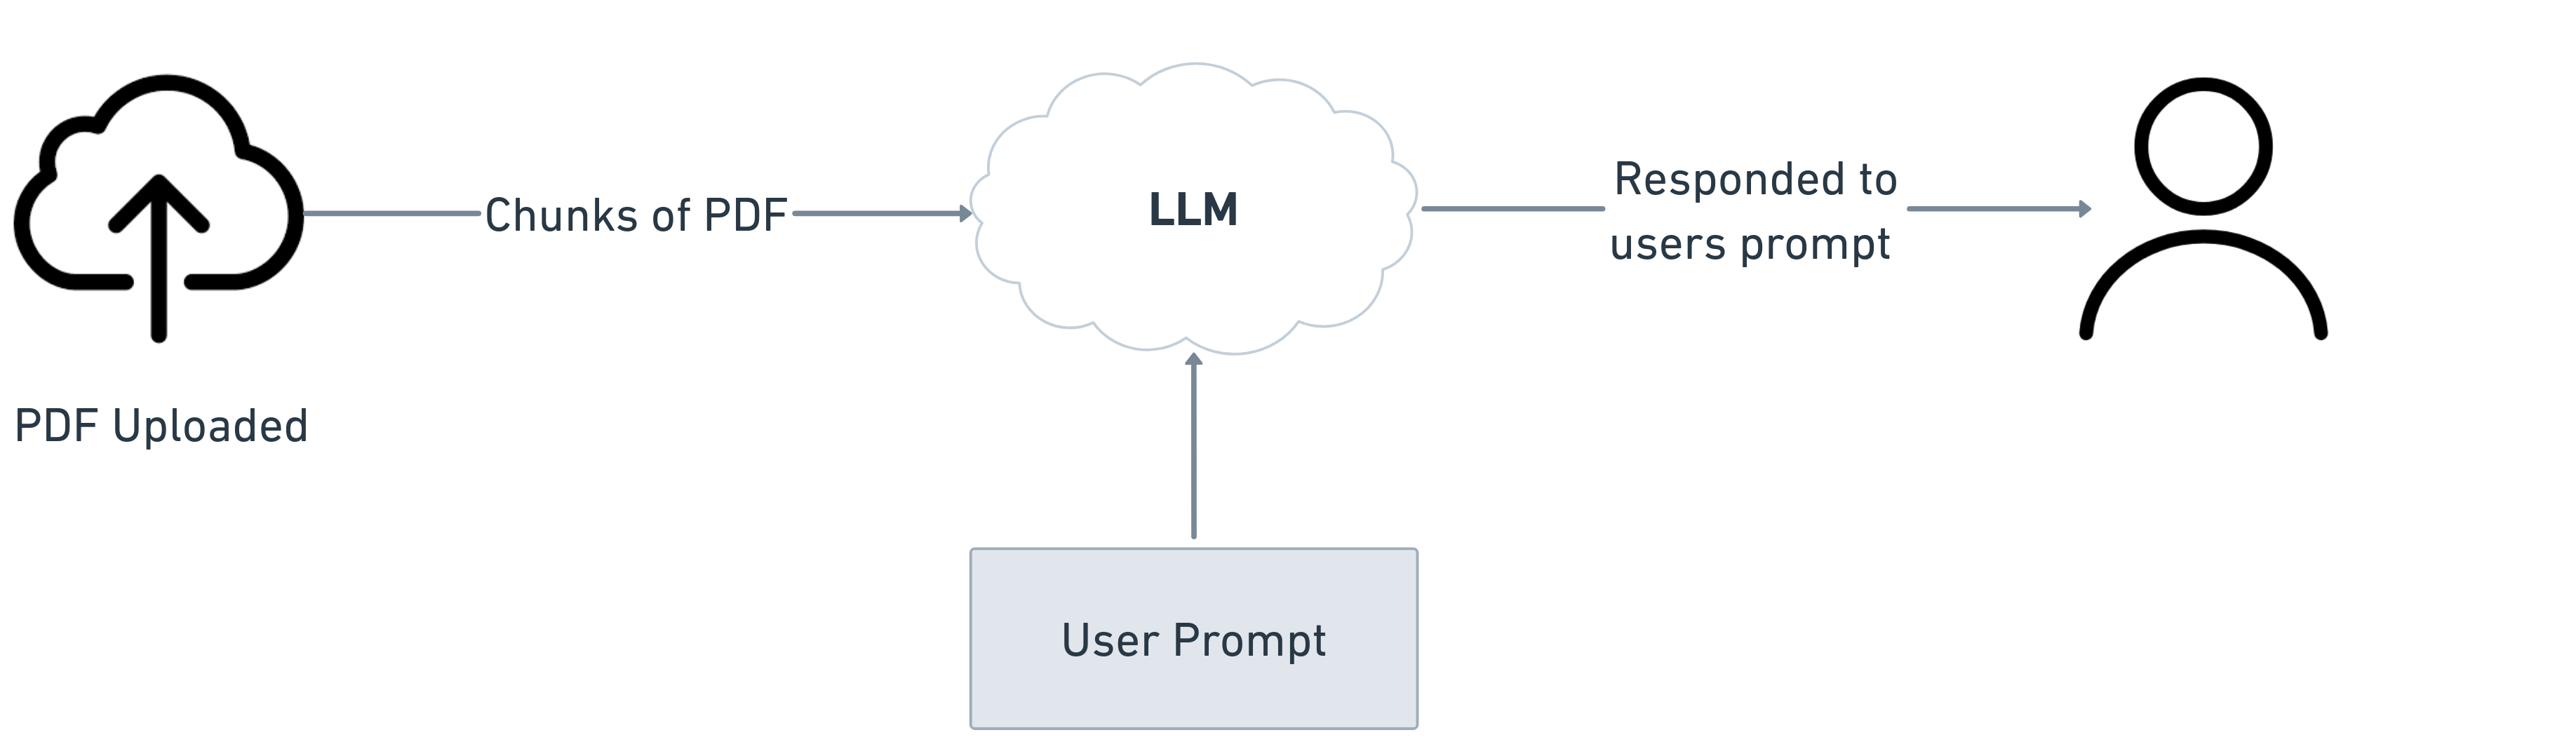 Chunks of PDF
LLM
Responded to
users prompt
PDF Uploaded
User Prompt